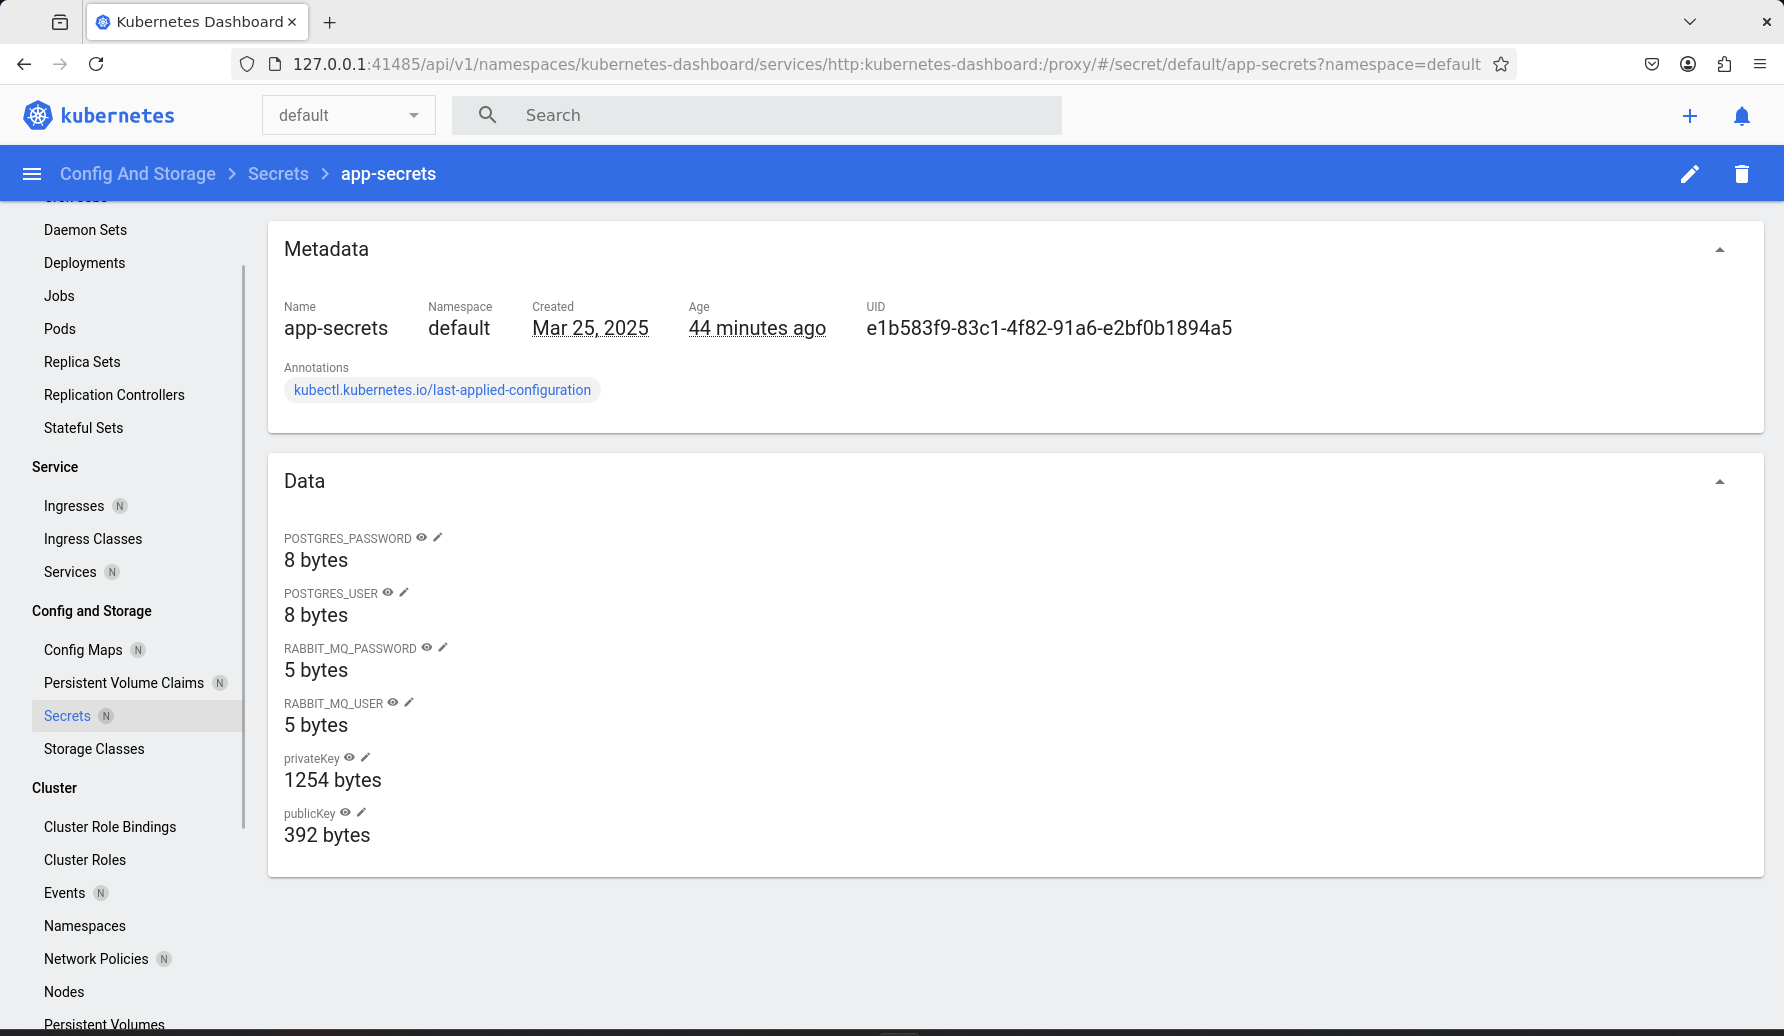 Kubernetes Dashboard
127.0.0.1:41485/api/v1/namespaces/kubernetes-dashboard/services/http:kubernetes-dashboard:/proxy/#/secret/default/app-secrets?namespace=default
kubernetes
default
Search
Config And Storage > Secrets > app-secrets
Daemon Sets
Deployments
Jobs
Pods
Replica Sets
Replication Controllers
Stateful Sets
Service
Ingresses N
Ingress Classes
Services N
Config and Storage
Config Maps N
Persistent Volume Claims N
Secrets N
Storage Classes
Cluster
Cluster Role Bindings
Cluster Roles
Events N
Namespaces
Network Policies N
Nodes
Persistent Volumes
Metadata
Name
app-secrets
Namespace
default
Created
Mar 25, 2025
Age
44 minutes ago
UID
e1b583f9-83c1-4f82-91a6-e2bf0b1894a5
Annotations
kubectl.kubernetes.io/last-applied-configuration
Data
POSTGRES_PASSWORD
8 bytes
POSTGRES_USER
8 bytes
RABBIT_MQ_PASSWORD
5 bytes
RABBIT_MQ_USER
5 bytes
privateKey
1254 bytes
publicKey
392 bytes